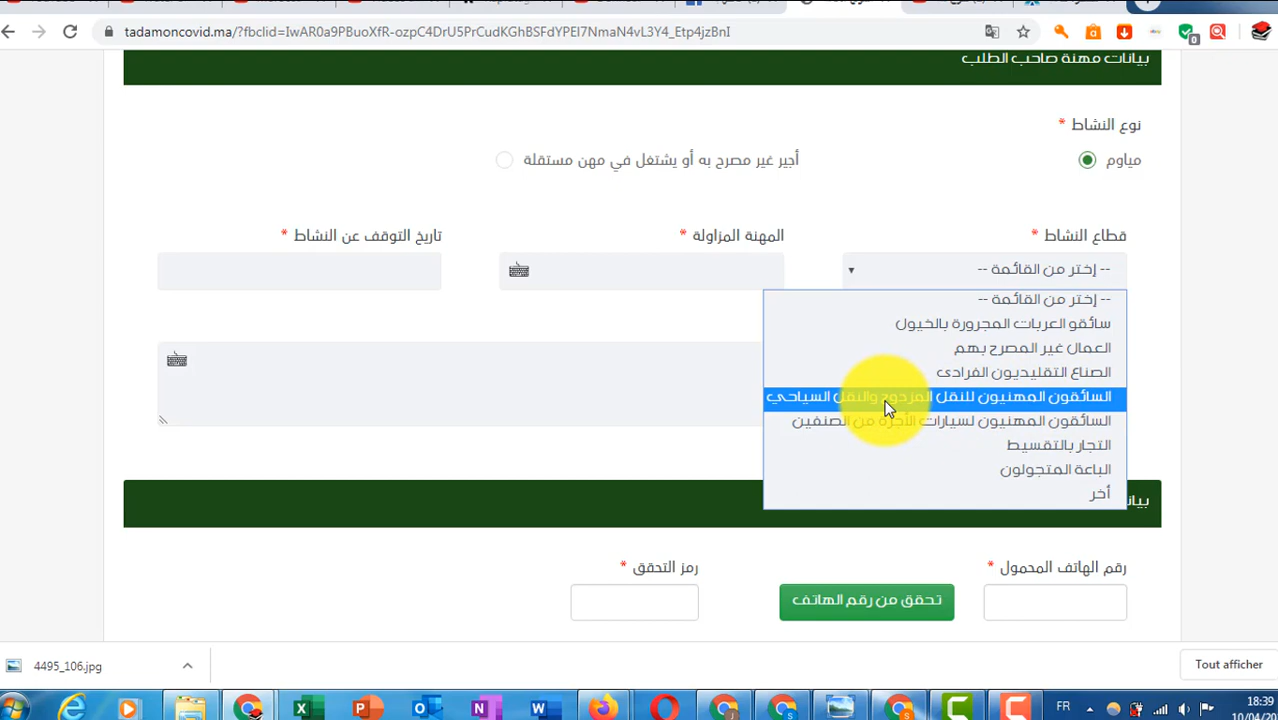 tadamoncovid.ma/?fbclid=IwAR0a9PBuoXfR-ozpC4DrU5PrCudKGhBSFdYPEI7NmaN4vL3Y4_Etp4jzBnI
بيانات مهنة صاحب الطلب
نوع النشاط *
مياوم
أجير غير مصرح به أو يشتغل في مهن مستقلة
قطاع النشاط *
المهنة المزاولة *
تاريخ التوقف عن النشاط *
-- إختر من القائمة --
-- إختر من القائمة --
سائقو العربات المجرورة بالخيول
العمال غير المصرح بهم
الصناع التقليديون الفرادى
السائقون المهنيون للنقل المزدوج والنقل السياحي
السائقون المهنيون لسيارات الأجرة من الصنفين
التجار بالتقسيط
الباعة المتجولون
أخر
رقم الهاتف المحمول *
رمز التحقق *
تحقق من رقم الهاتف
4495_106.jpg
Tout afficher
FR
18:39